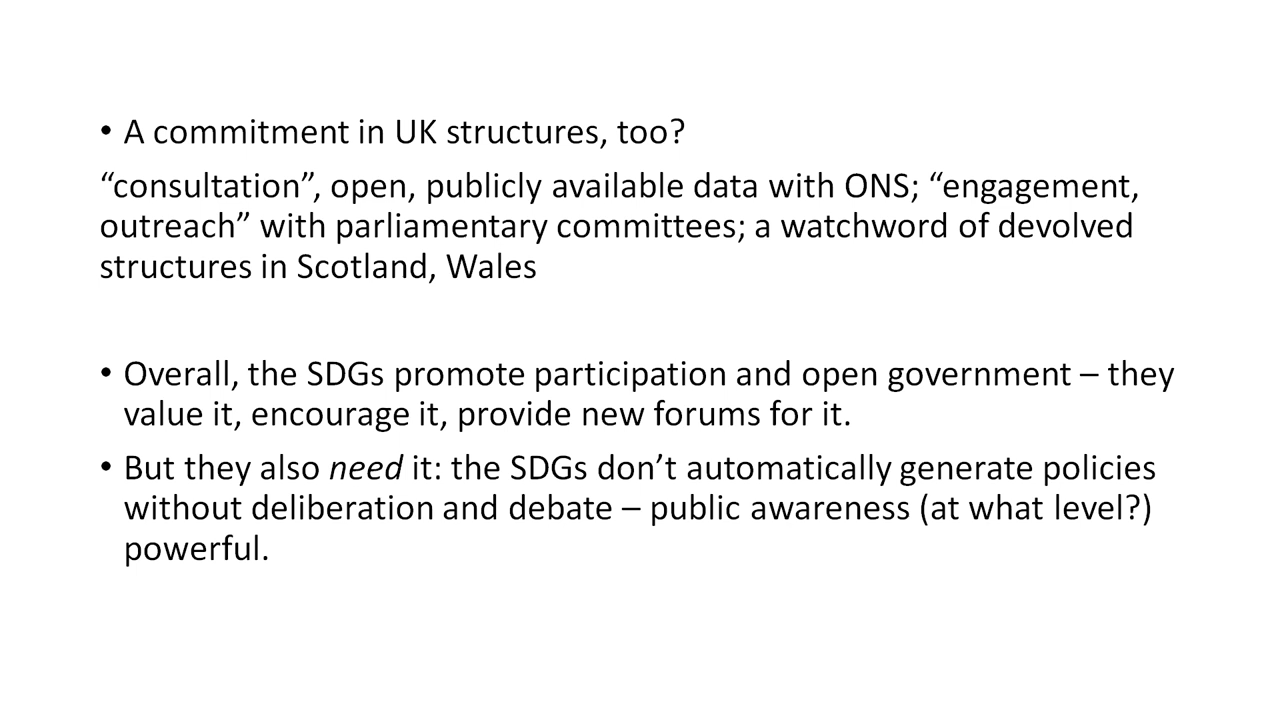 • A commitment in UK structures, too?
“consultation”, open, publicly available data with ONS; “engagement,
outreach” with parliamentary committees; a watchword of devolved
structures in Scotland, Wales
• Overall, the SDGs promote participation and open government – they
value it, encourage it, provide new forums for it.
• But they also need it: the SDGs don’t automatically generate policies
without deliberation and debate – public awareness (at what level?)
powerful.